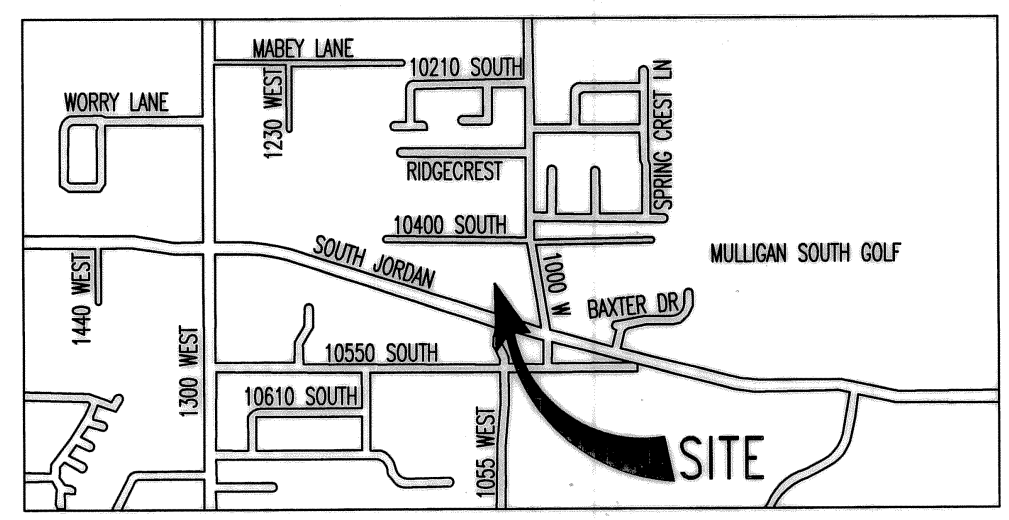 MABEY LANE
10210 SOUTH
WORRY LANE
1230 WEST
SPRING CREST LN
RIDGECREST
10400 SOUTH
SOUTH JORDAN
1000 W
MULLIGAN SOUTH GOLF
1440 WEST
BAXTER DR
1300 WEST
10550 SOUTH
10610 SOUTH
1055 WEST
SITE